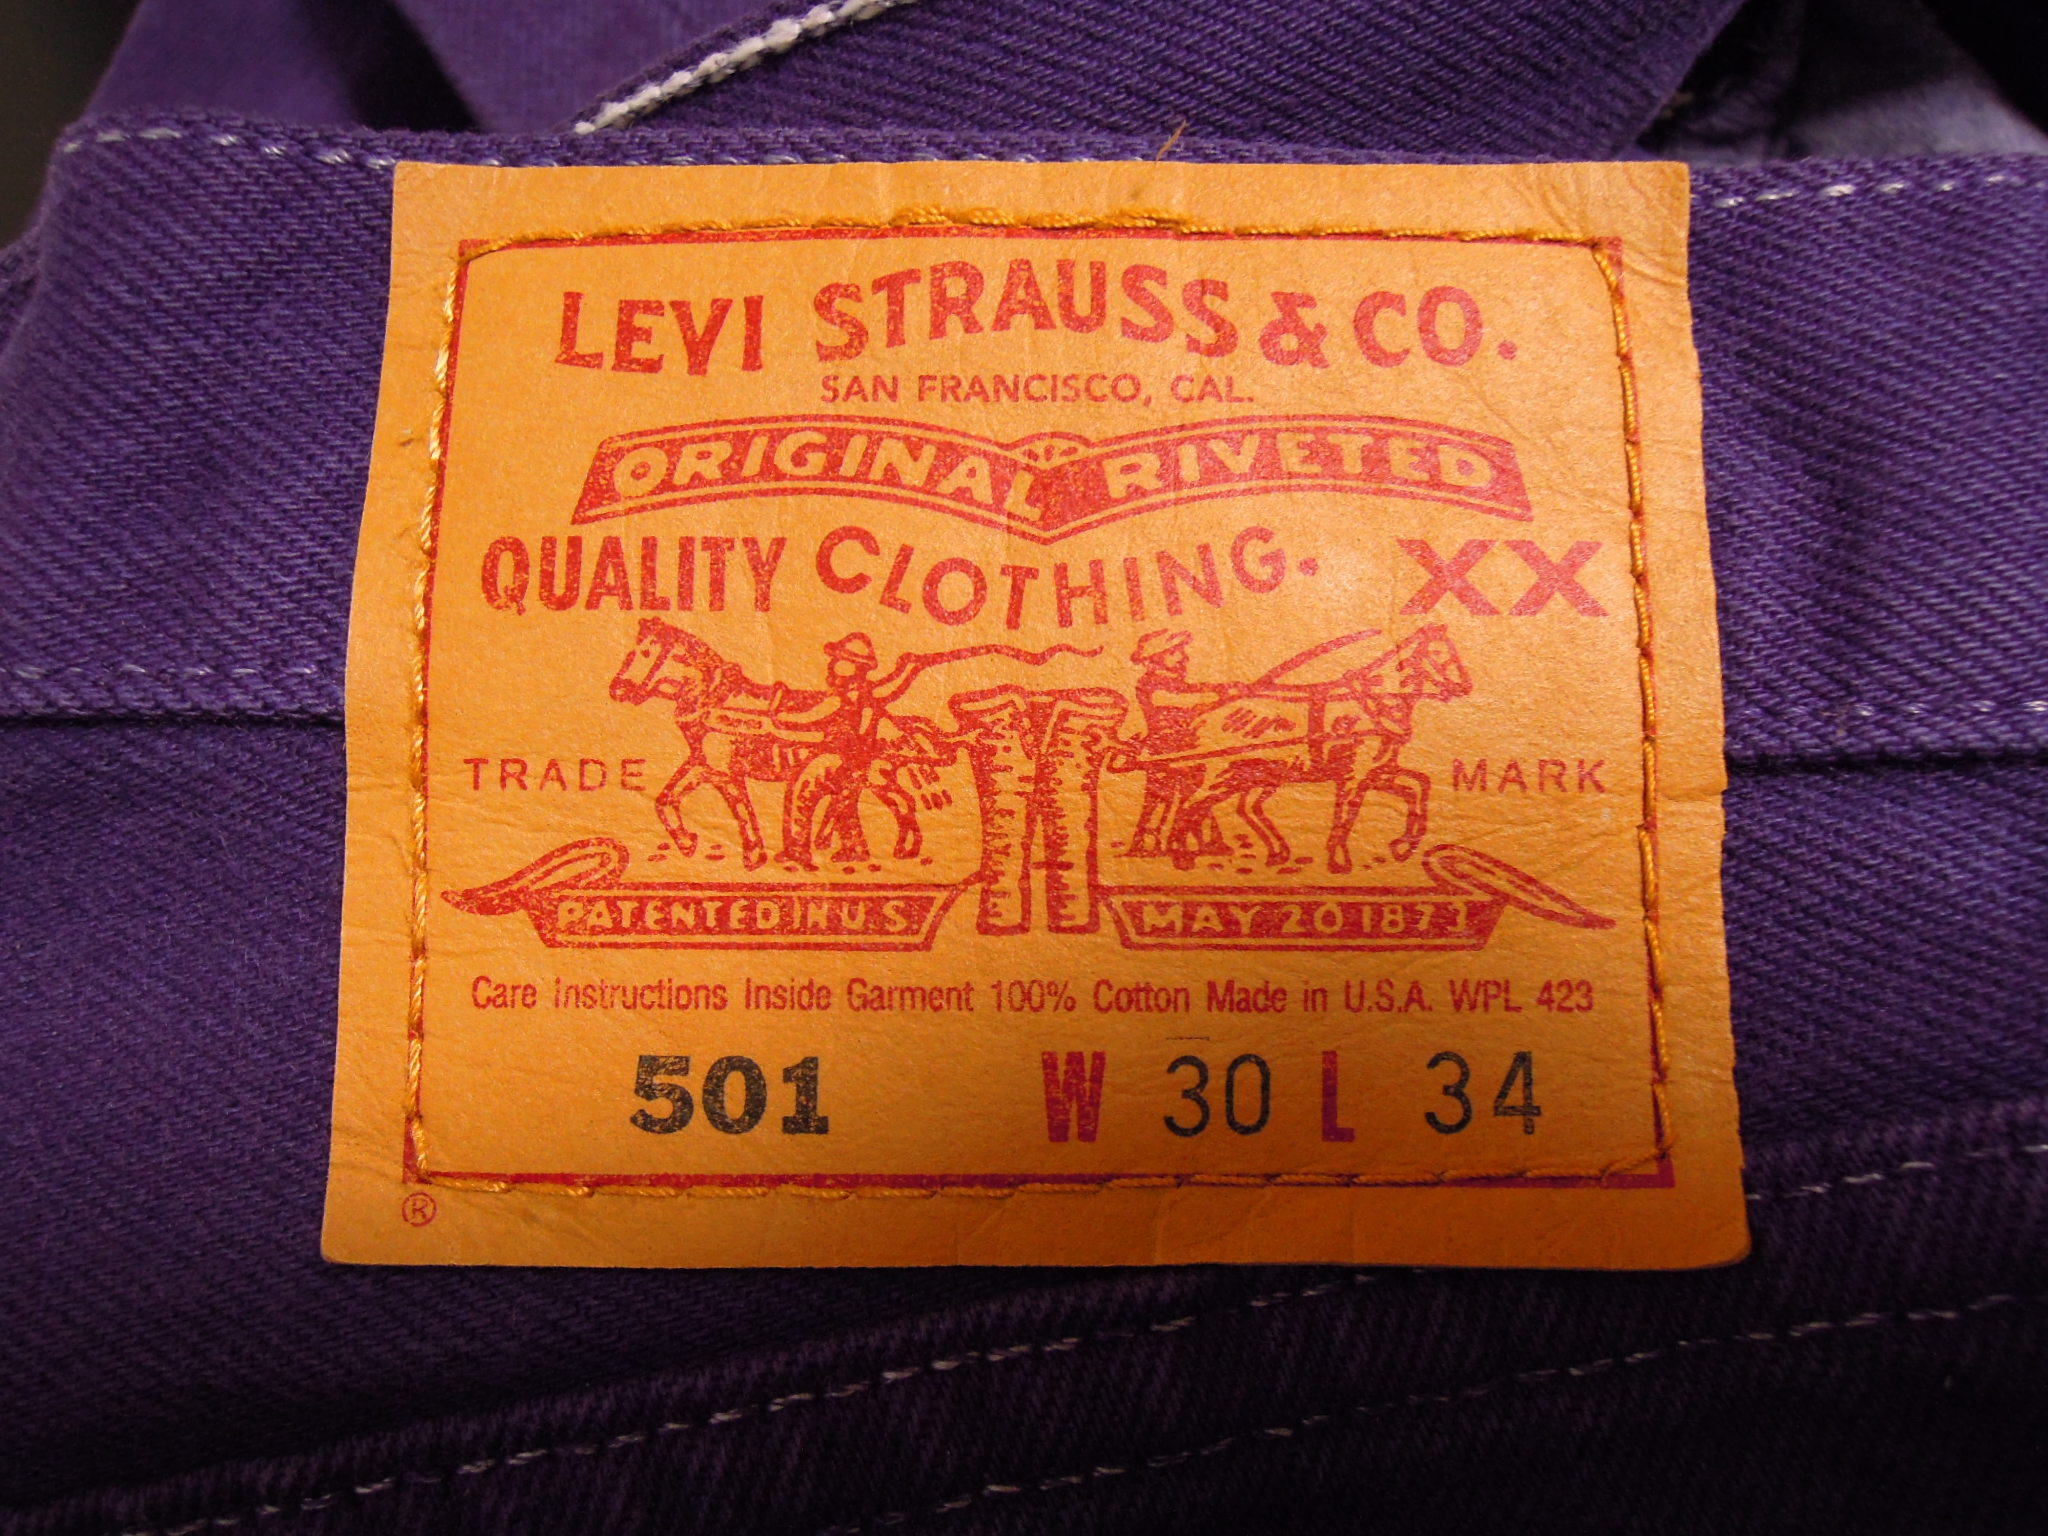 LEVI STRAUSS & CO.
SAN FRANCISCO, CAL.
ORIGINAL RIVETED
QUALITY CLOTHING. XX
TRADE MARK
PATENTED IN U S MAY 20 1873
Care Instructions Inside Garment 100% Cotton Made in U.S.A. WPL 423
501 W 30 L 34
®